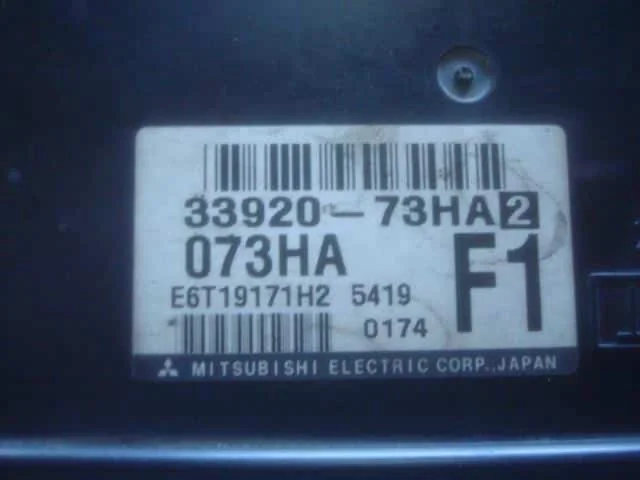 33920-73HA2
073HA
F1
E6T19171H2 5419
0174
MITSUBISHI ELECTRIC CORP., JAPAN